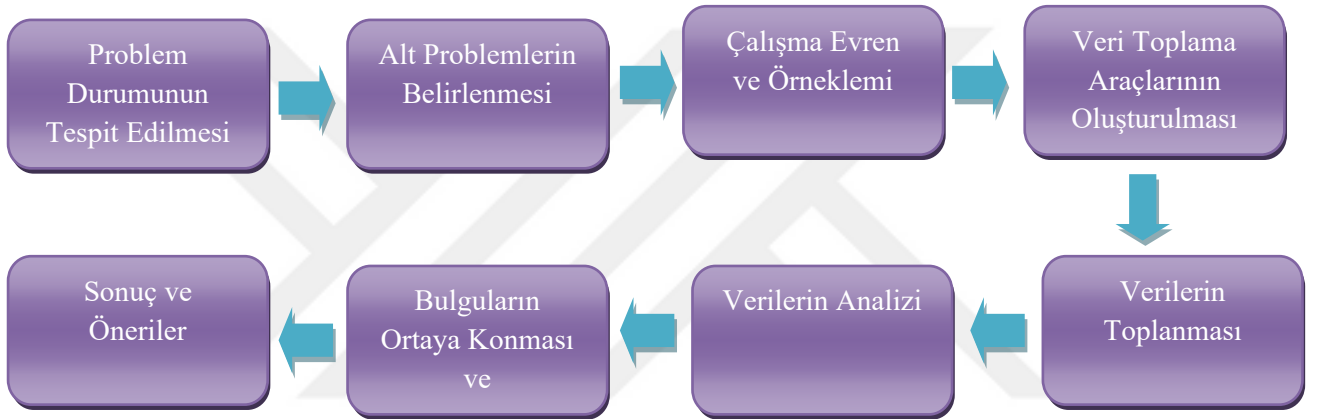 Problem
Durumunun
Tespit Edilmesi
Alt Problemlerin
Belirlenmesi
Çalışma Evren
ve Örneklemi
Veri Toplama
Araçlarının
Oluşturulması
Verilerin
Toplanması
Verilerin Analizi
Bulguların
Ortaya Konması
ve
Sonuç ve
Öneriler